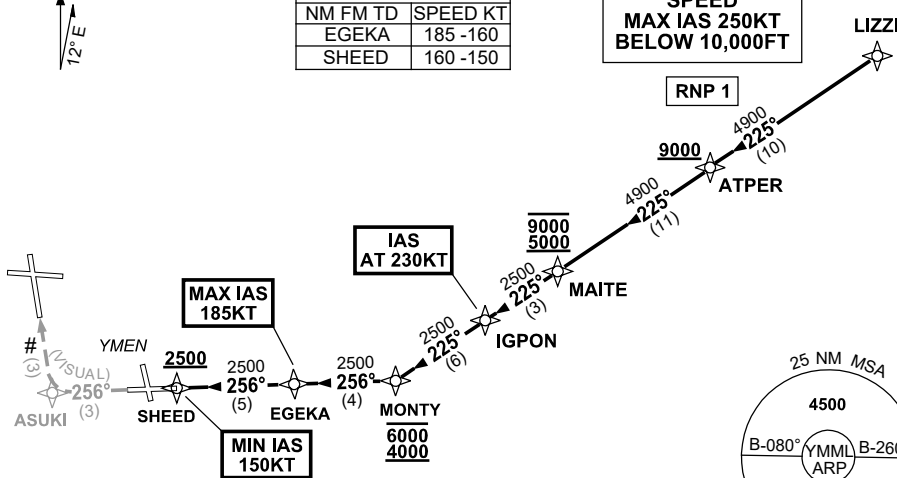 12° E
NM FM TD SPEED KT
EGEKA 185 -160
SHEED 160 -150
SPEED
MAX IAS 250KT
BELOW 10,000FT
RNP 1
4900
225°
(10)
9000
ATPER
4900
225°
(11)
9000
5000
MAITE
IAS
AT 230KT
2500
225°
(3)
IGPON
2500
225°
(6)
MONTY
6000
4000
2500
256°
(4)
MAX IAS
185KT
EGEKA
2500
256°
(5)
2500
SHEED
MIN IAS
150KT
YMEN
#
(3)
(VISUAL)
256°
(3)
ASUKI
25 NM MSA
4500
B-080°
YMML
ARP